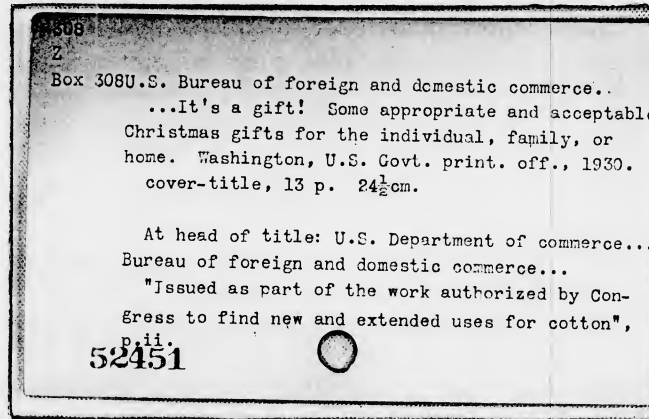 308
Z
Box 308U.S. Bureau of foreign and domestic commerce..
...It's a gift! Some appropriate and acceptable
Christmas gifts for the individual, family, or
home. Washington, U.S. Govt. print. off., 1930.
cover-title, 13 p. 24½cm.
At head of title: U.S. Department of commerce...
Bureau of foreign and domestic commerce...
"Issued as part of the work authorized by Con-
gress to find new and extended uses for cotton",
p.ii.
52451